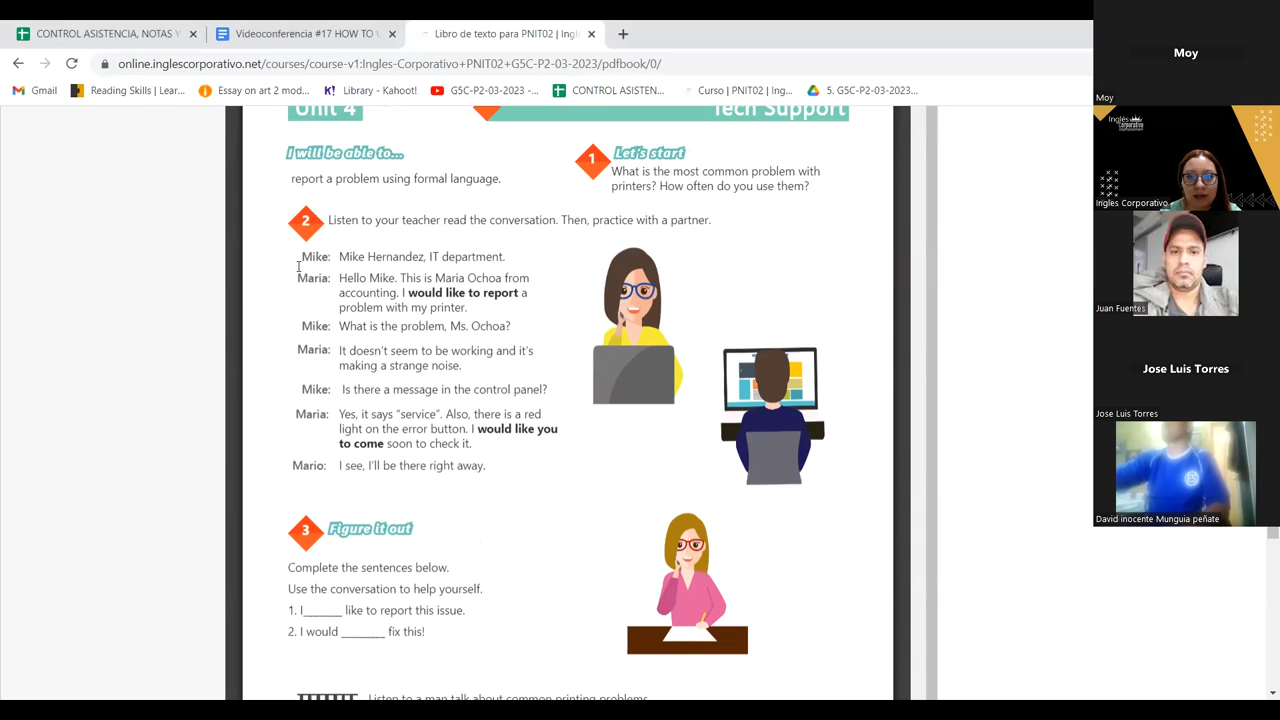 CONTROL ASISTENCIA, NOTAS Y
Videoconferencia #17 HOW TO
Libro de texto para PNIT02 | Ingl
online.inglescorporativo.net/courses/course-v1:Ingles-Corporativo+PNIT02+G5C-P2-03-2023/pdfbook/0/
Gmail
Reading Skills | Lear...
Essay on art 2 mod...
Library - Kahoot!
G5C-P2-03-2023 -...
CONTROL ASISTEN...
Curso | PNIT02 | Ing...
5. G5C-P2-03-2023...
Unit 4
Tech Support
I will be able to...
report a problem using formal language.
1 Let's start
What is the most common problem with
printers? How often do you use them?
2 Listen to your teacher read the conversation. Then, practice with a partner.
Mike: Mike Hernandez, IT department.
Maria: Hello Mike. This is Maria Ochoa from
accounting. I would like to report a
problem with my printer.
Mike: What is the problem, Ms. Ochoa?
Maria: It doesn't seem to be working and it's
making a strange noise.
Mike: Is there a message in the control panel?
Maria: Yes, it says “service”. Also, there is a red
light on the error button. I would like you
to come soon to check it.
Mario: I see, I'll be there right away.
3 Figure it out
Complete the sentences below.
Use the conversation to help yourself.
1. I______ like to report this issue.
2. I would _______ fix this!
Listen to a man talk about common printing problems
Moy
Moy
Inglés
Corporativo
Ingles Corporativo
Juan Fuentes
Jose Luis Torres
Jose Luis Torres
David inocente Munguia peñate